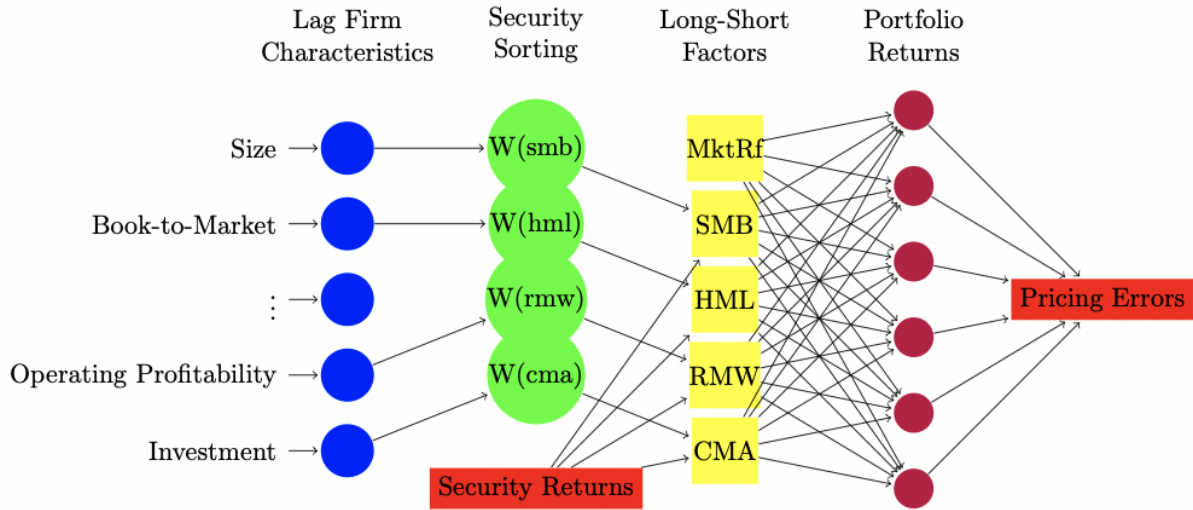 Lag Firm
Characteristics
Security
Sorting
Long-Short
Factors
Portfolio
Returns
Size
Book-to-Market
⋮
Operating Profitability
Investment
W(smb)
W(hml)
W(rmw)
W(cma)
Security Returns
MktRf
SMB
HML
RMW
CMA
Pricing Errors